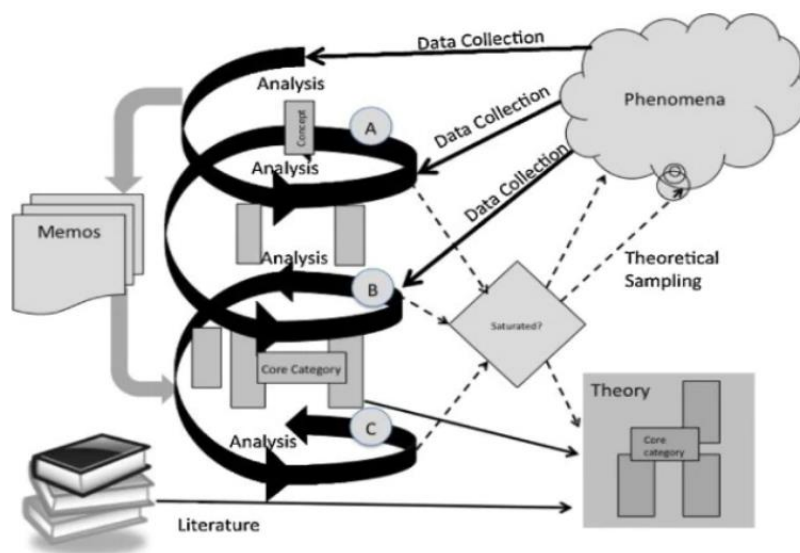 Data Collection
Analysis
Phenomena
Concept
A
Data Collection
Analysis
Data Collection
Memos
Analysis
B
Theoretical
Sampling
Saturated?
Core Category
Theory
C
Analysis
Core
category
Literature